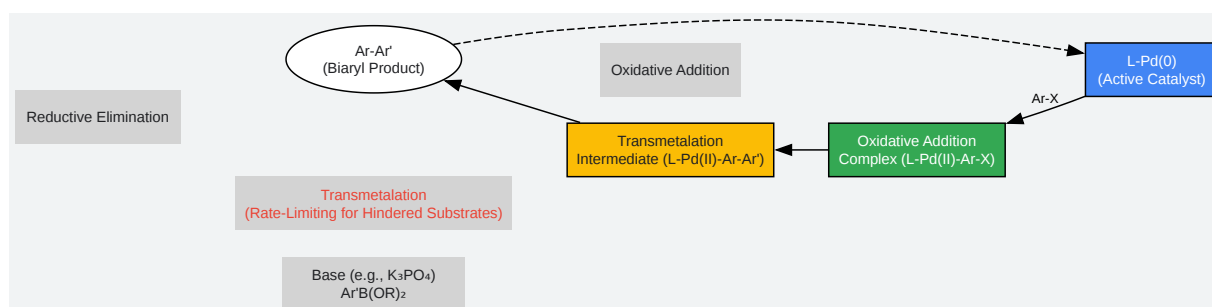 Ar-Ar'
(Biaryl Product)
Oxidative Addition
L-Pd(0)
(Active Catalyst)
Ar-X
Reductive Elimination
Transmetalation
Intermediate (L-Pd(II)-Ar-Ar')
Oxidative Addition
Complex (L-Pd(II)-Ar-X)
Transmetalation
(Rate-Limiting for Hindered Substrates)
Base (e.g., K₃PO₄)
Ar'B(OR)₂